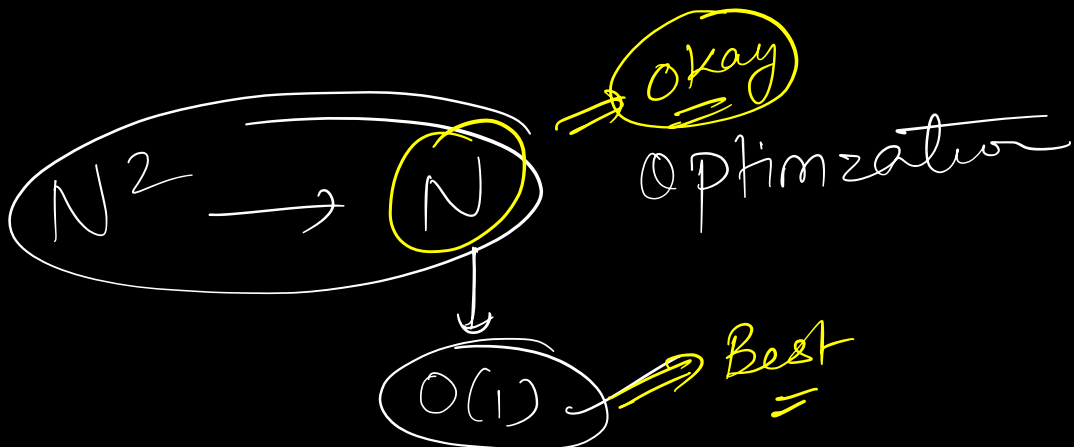 Okay
N² → N
Optimzation
O(1)
Best